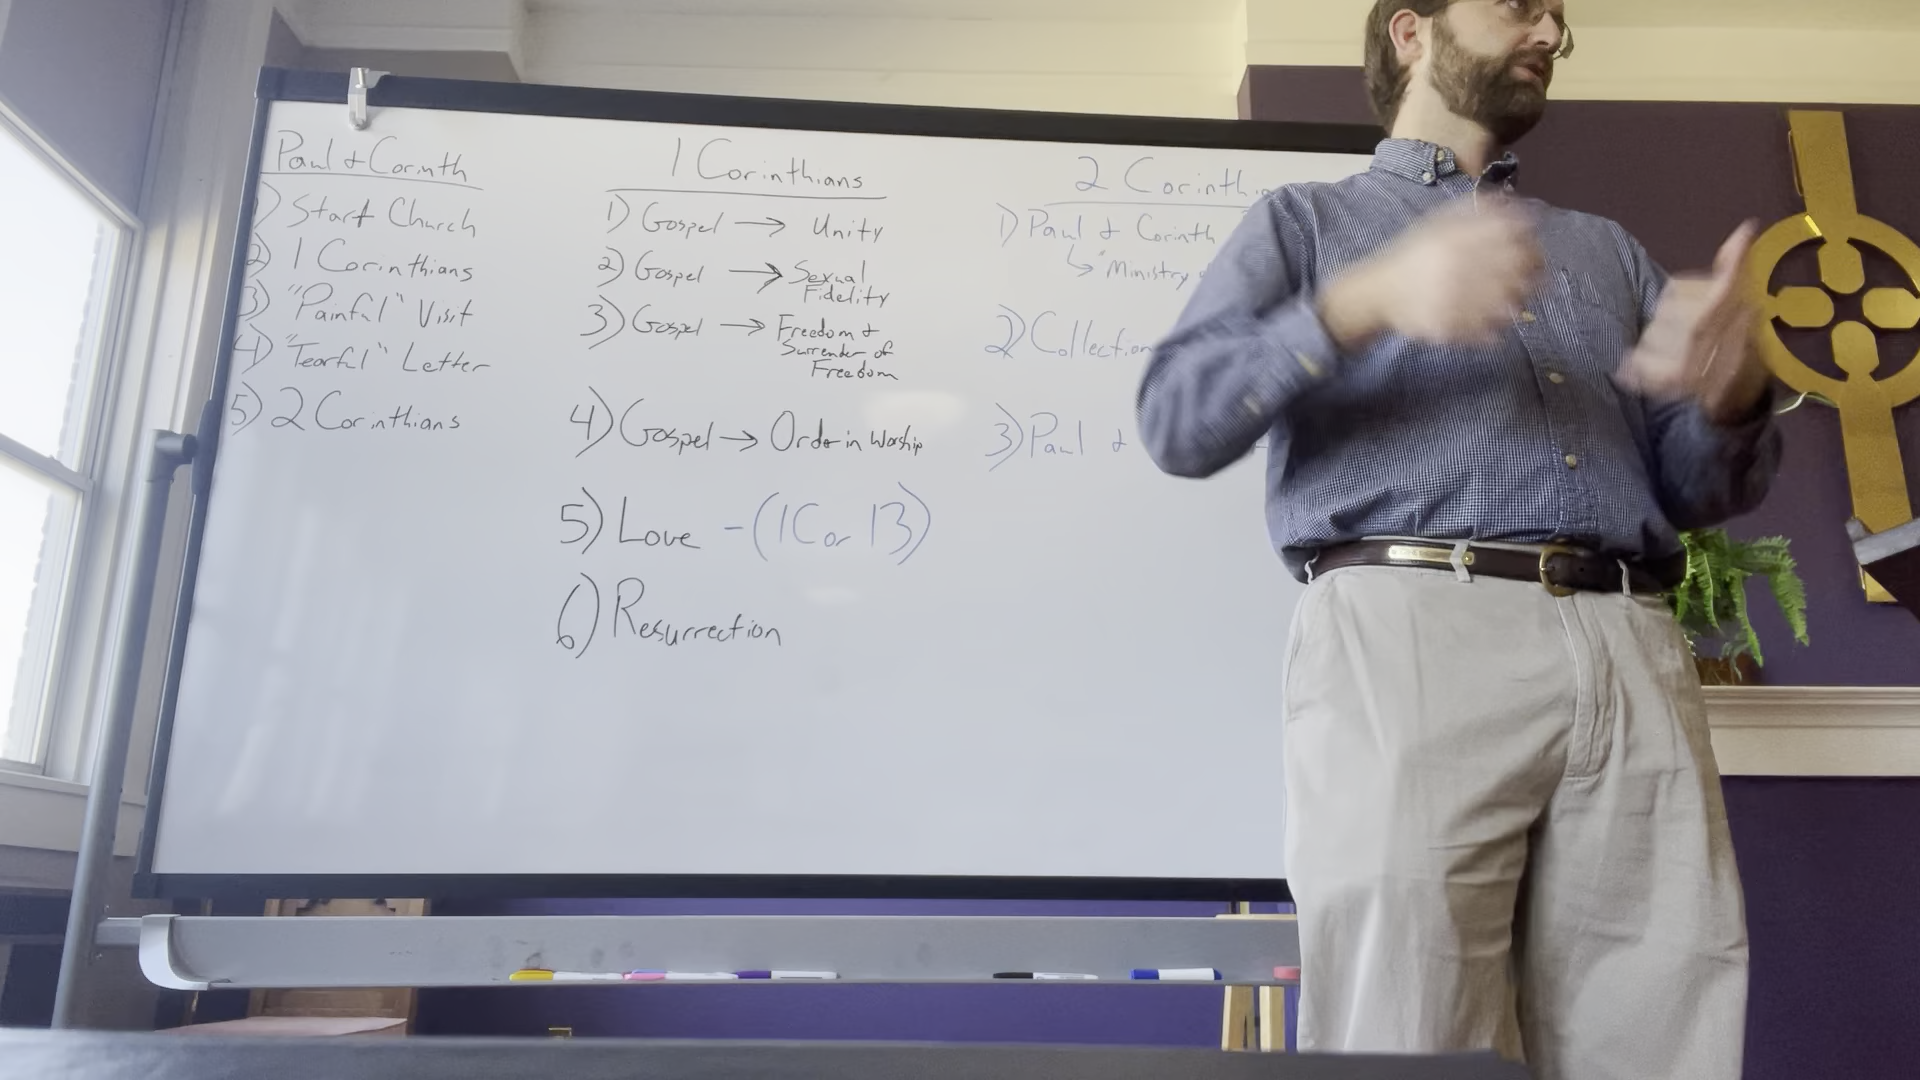 Paul & Corinth
1) Start Church
2) 1 Corinthians
3) "Painful" Visit
4) "Tearful" Letter
5) 2 Corinthians
1 Corinthians
1) Gospel → Unity
2) Gospel → Sexual
Fidelity
3) Gospel → Freedom &
Surrender of
Freedom
4) Gospel → Order in Worship
5) Love - (1 Cor 13)
6) Resurrection
2 Corinthi
1) Paul & Corinth
↳ "Ministry
2) Collection
3) Paul &